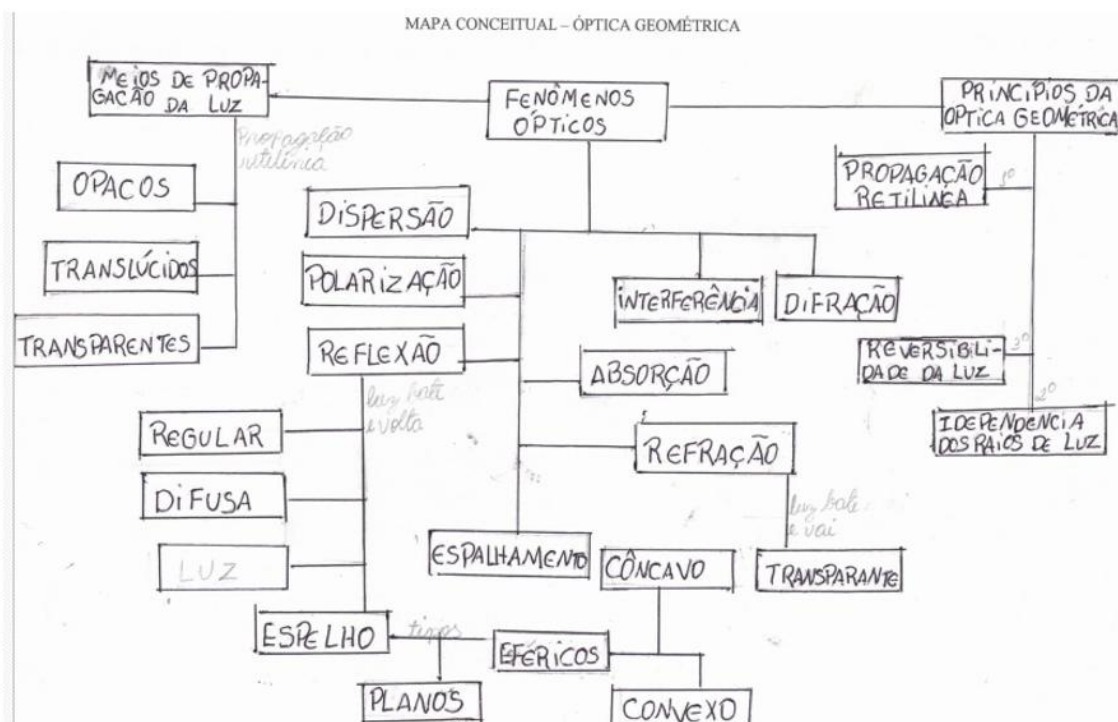 MAPA CONCEITUAL – ÓPTICA GEOMÉTRICA
MEIOS DE PROPA-
GAÇÃO DA LUZ
FENÔMENOS
ÓPTICOS
PRINCÍPIOS DA
OPTICA GEOMÉTRICA
Propagação
retilínea
OPACOS
TRANSLÚCIDOS
TRANSPARENTES
DISPERSÃO
POLARIZAÇÃO
REFLEXÃO
INTERFERÊNCIA
DIFRAÇÃO
ABSORÇÃO
REFRAÇÃO
ESPALHAMENTO
1º
PROPAGAÇÃO
RETILINEA
3º
REVERSIBILI-
DADE DA LUZ
2º
IDEPENDENCIA
DOS RAIOS DE LUZ
luz bate
e volta
REGULAR
DIFUSA
LUZ
luz bate
e vai
TRANSPARANTE
ESPELHO
tipos
PLANOS
EFÉRICOS
CÔNCAVO
CONVEXO